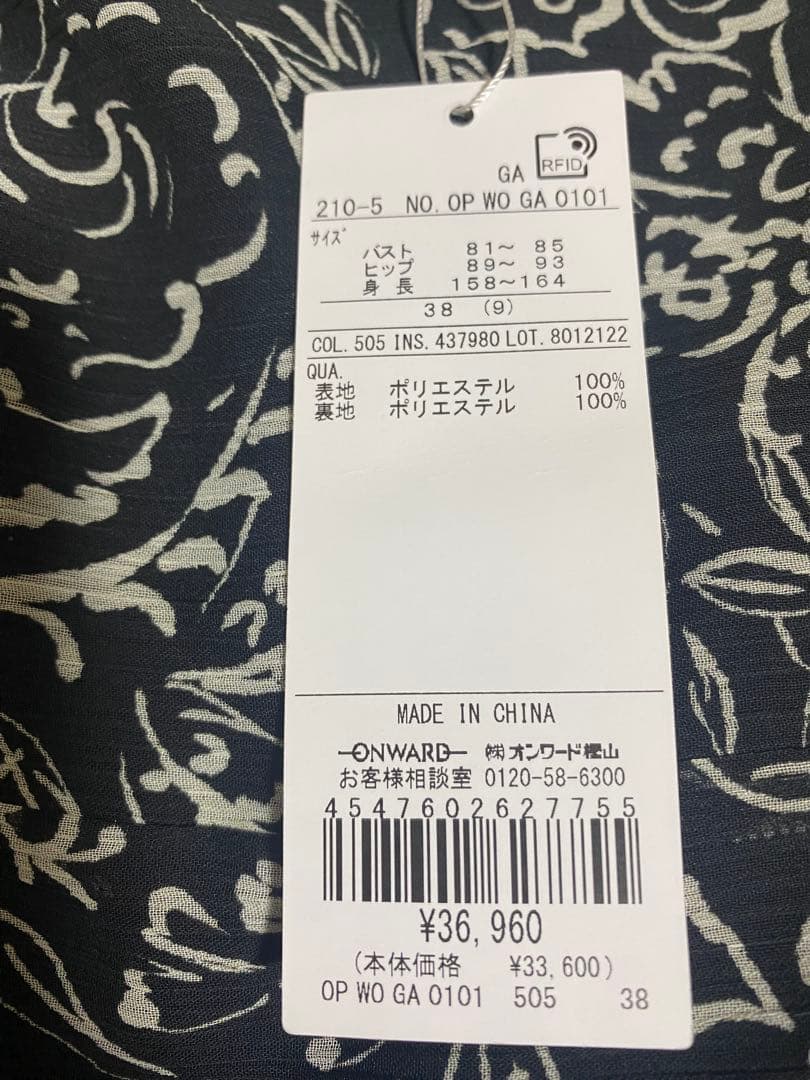 GA RFID
210-5 NO. OP WO GA 0101
サイズ
バスト 81～ 85
ヒップ 89～ 93
身長 158～164
38 (9)
COL. 505 INS. 437980 LOT. 8012122
QUA.
表地 ポリエステル 100%
裏地 ポリエステル 100%
MADE IN CHINA
ONWARD ㈱オンワード樫山
お客様相談室 0120-58-6300
4547602627755
¥36,960
(本体価格 ¥33,600)
OP WO GA 0101 505 38